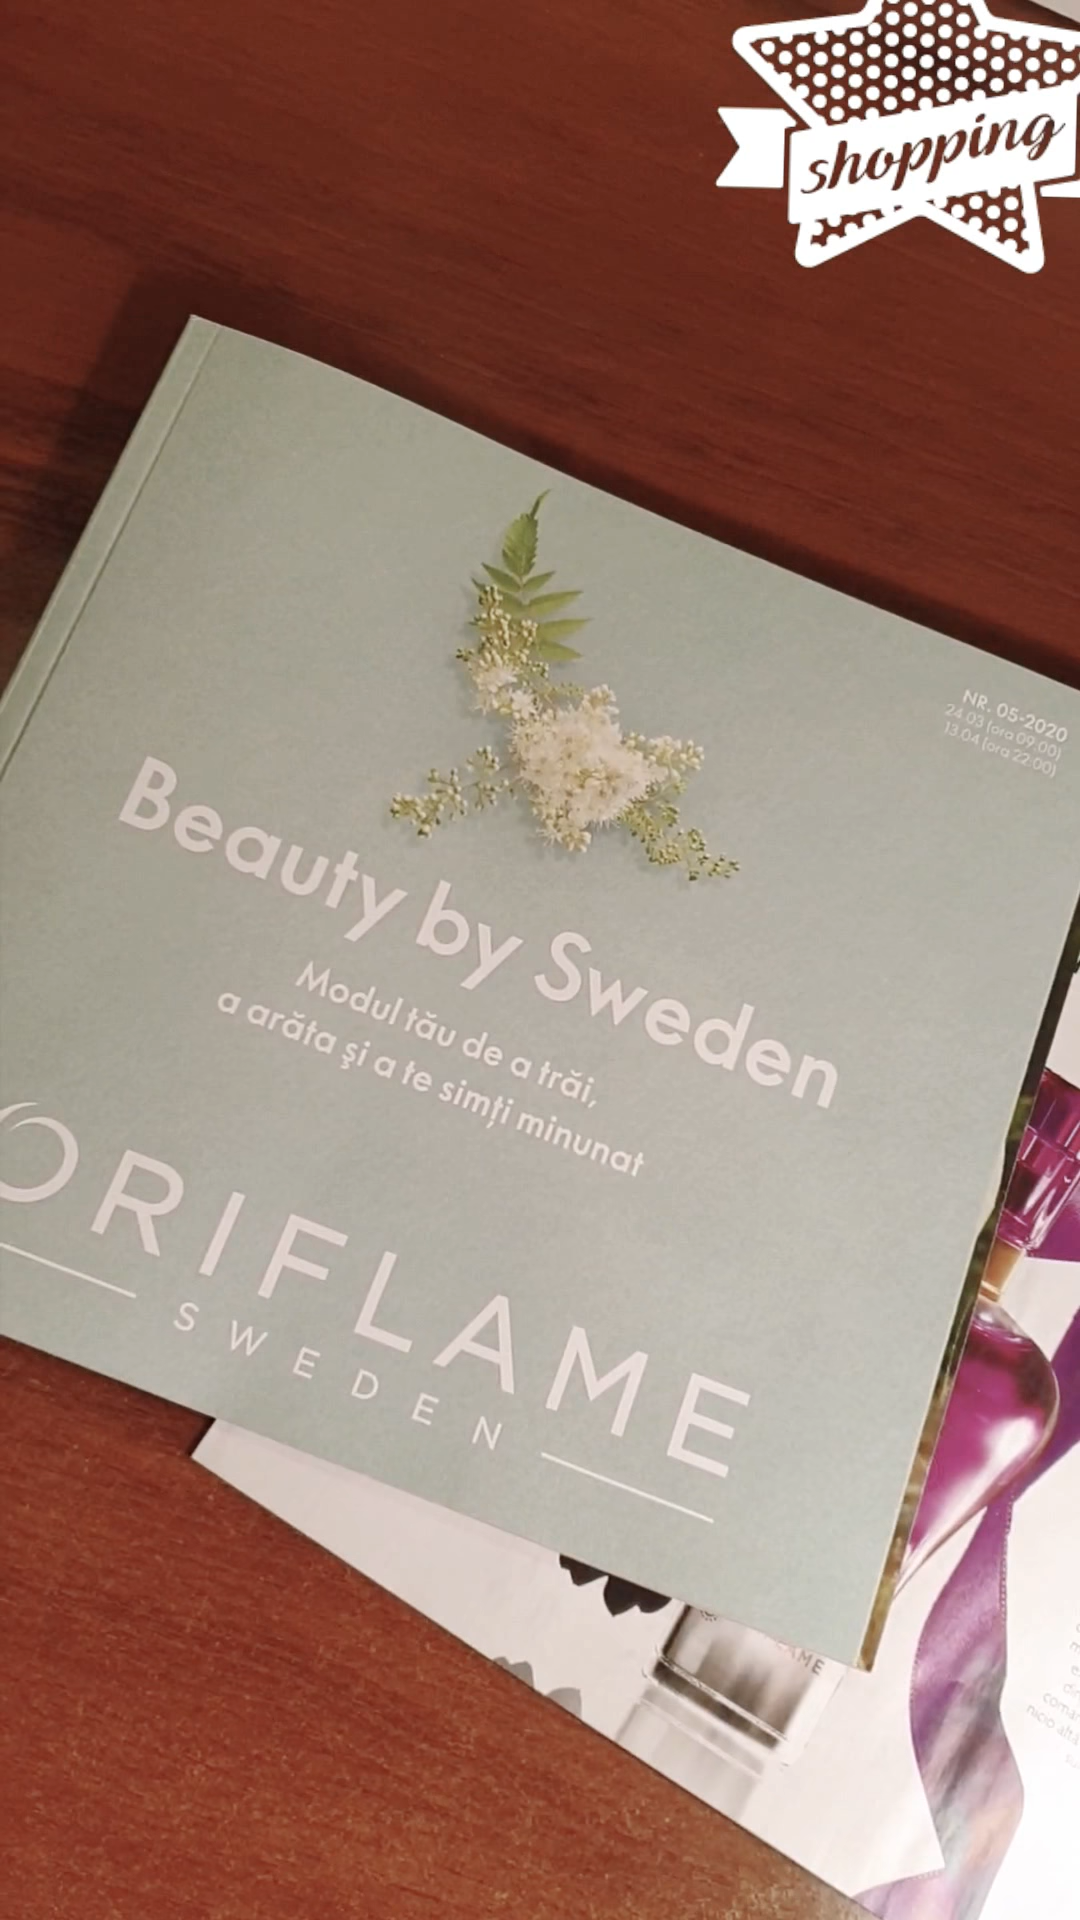 shopping
NR. 05-2020
24.03 (ora 09:00)
13.04 (ora 22:00)
Beauty by Sweden
Modul tău de a trăi,
a arăta şi a te simţi minunat
ORIFLAME
SWEDEN